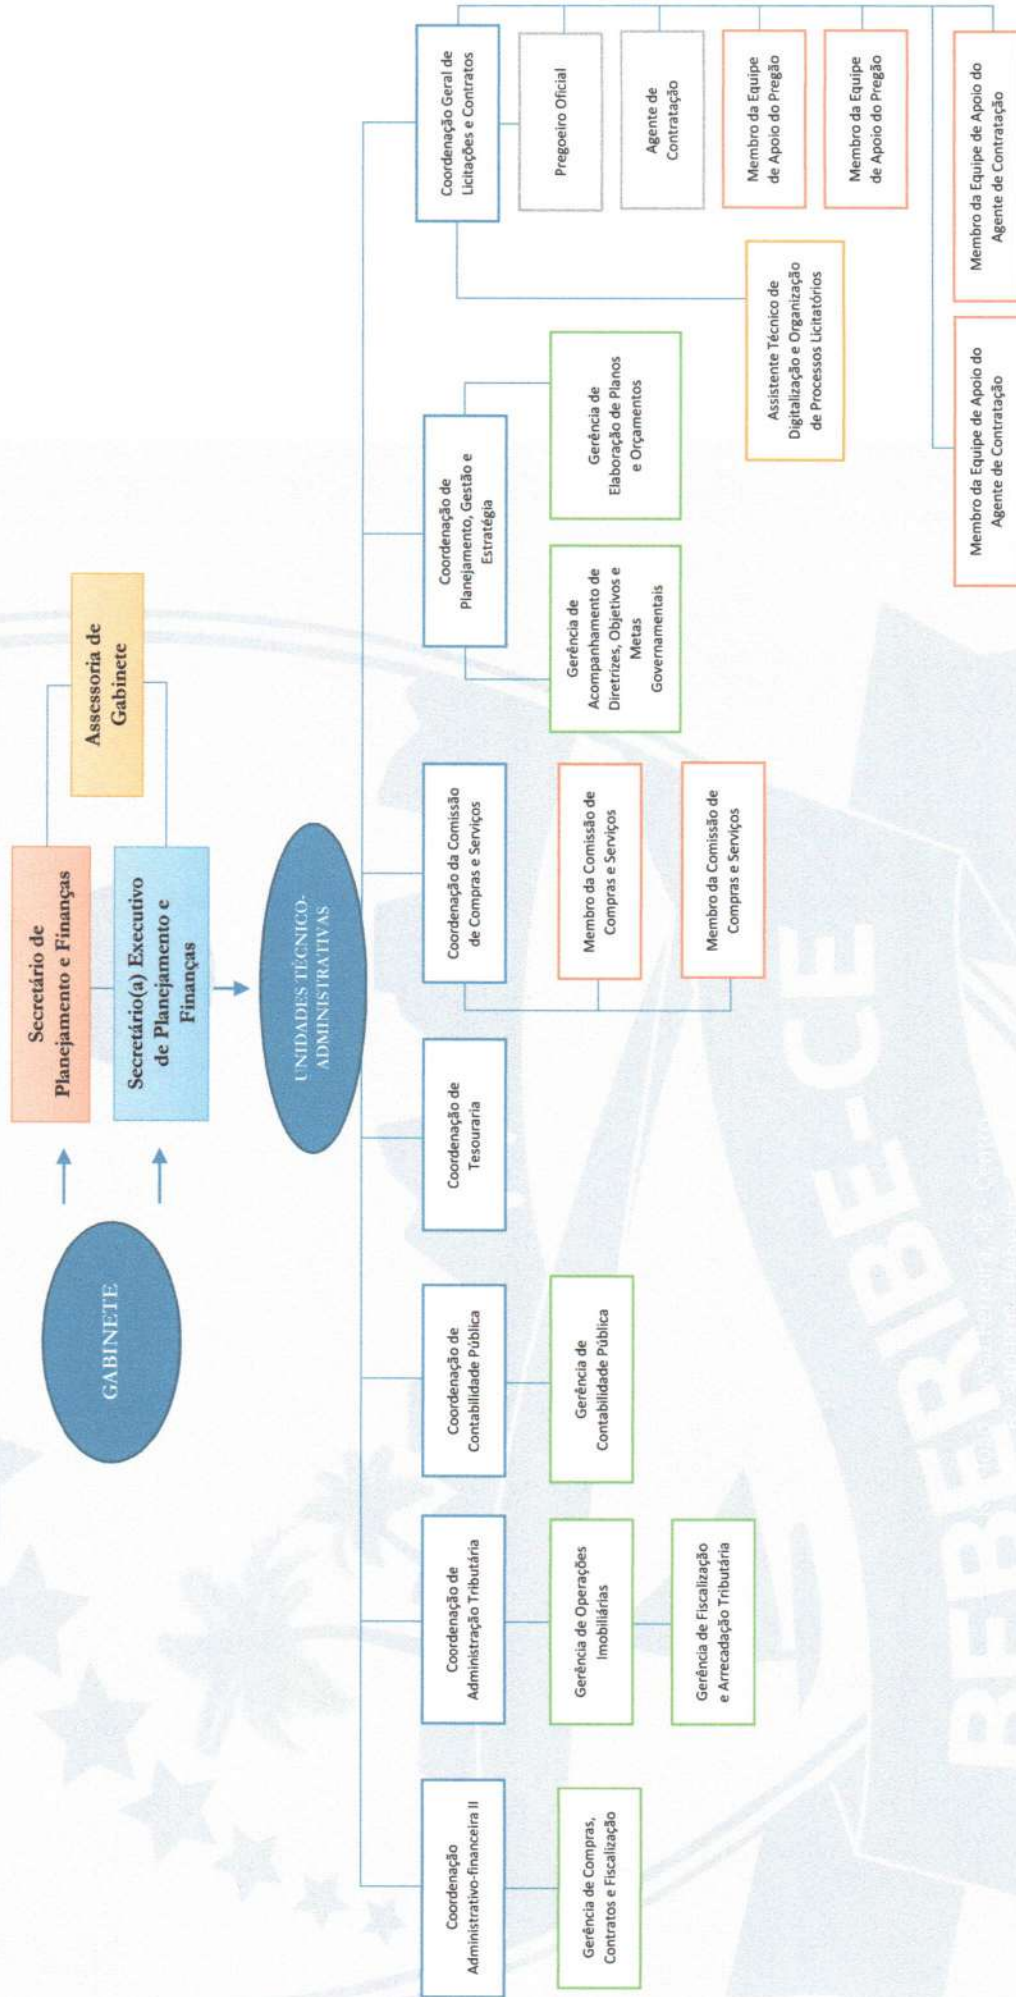 GABINETE
Secretário de
Planejamento e Finanças
Secretário(a) Executivo
de Planejamento e
Finanças
Assessoria de
Gabinete
UNIDADES TÉCNICO-
ADMINISTRATIVAS
Coordenação
Administrativo-financeira II
Gerência de Compras,
Contratos e Fiscalização
Coordenação de
Administração Tributária
Gerência de Operações
Imobiliárias
Gerência de Fiscalização
e Arrecadação Tributária
Coordenação de
Contabilidade Pública
Gerência de
Contabilidade Pública
Coordenação de
Tesouraria
Coordenação da Comissão
de Compras e Serviços
Membro da Comissão de
Compras e Serviços
Membro da Comissão de
Compras e Serviços
Coordenação de
Planejamento, Gestão e
Estratégia
Gerência de
Acompanhamento de
Diretrizes, Objetivos e
Metas
Governamentais
Gerência de
Elaboração de Planos
e Orçamentos
Coordenação Geral de
Licitações e Contratos
Pregoeiro Oficial
Agente de
Contratação
Membro da Equipe
de Apoio do Pregão
Membro da Equipe
de Apoio do Pregão
Assistente Técnico de
Digitalização e Organização
de Processos Licitatórios
Membro da Equipe de Apoio do
Agente de Contratação
Membro da Equipe de Apoio do
Agente de Contratação
BEBERIBE-CE